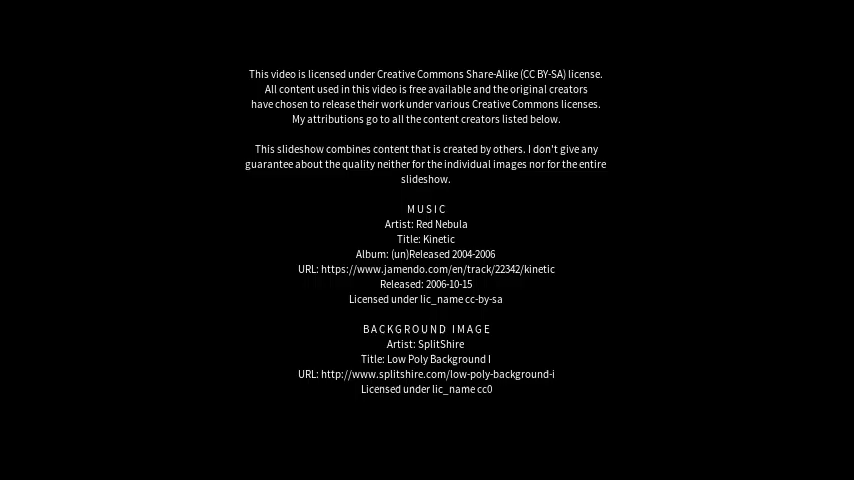 This video is licensed under Creative Commons Share-Alike (CC BY-SA) license.
All content used in this video is free available and the original creators
have chosen to release their work under various Creative Commons licenses.
My attributions go to all the content creators listed below.
This slideshow combines content that is created by others. I don't give any
guarantee about the quality neither for the individual images nor for the entire
slideshow.
MUSIC
Artist: Red Nebula
Title: Kinetic
Album: (un)Released 2004-2006
URL: https://www.jamendo.com/en/track/22342/kinetic
Released: 2006-10-15
Licensed under lic_name cc-by-sa
BACKGROUND IMAGE
Artist: SplitShire
Title: Low Poly Background I
URL: http://www.splitshire.com/low-poly-background-i
Licensed under lic_name cc0